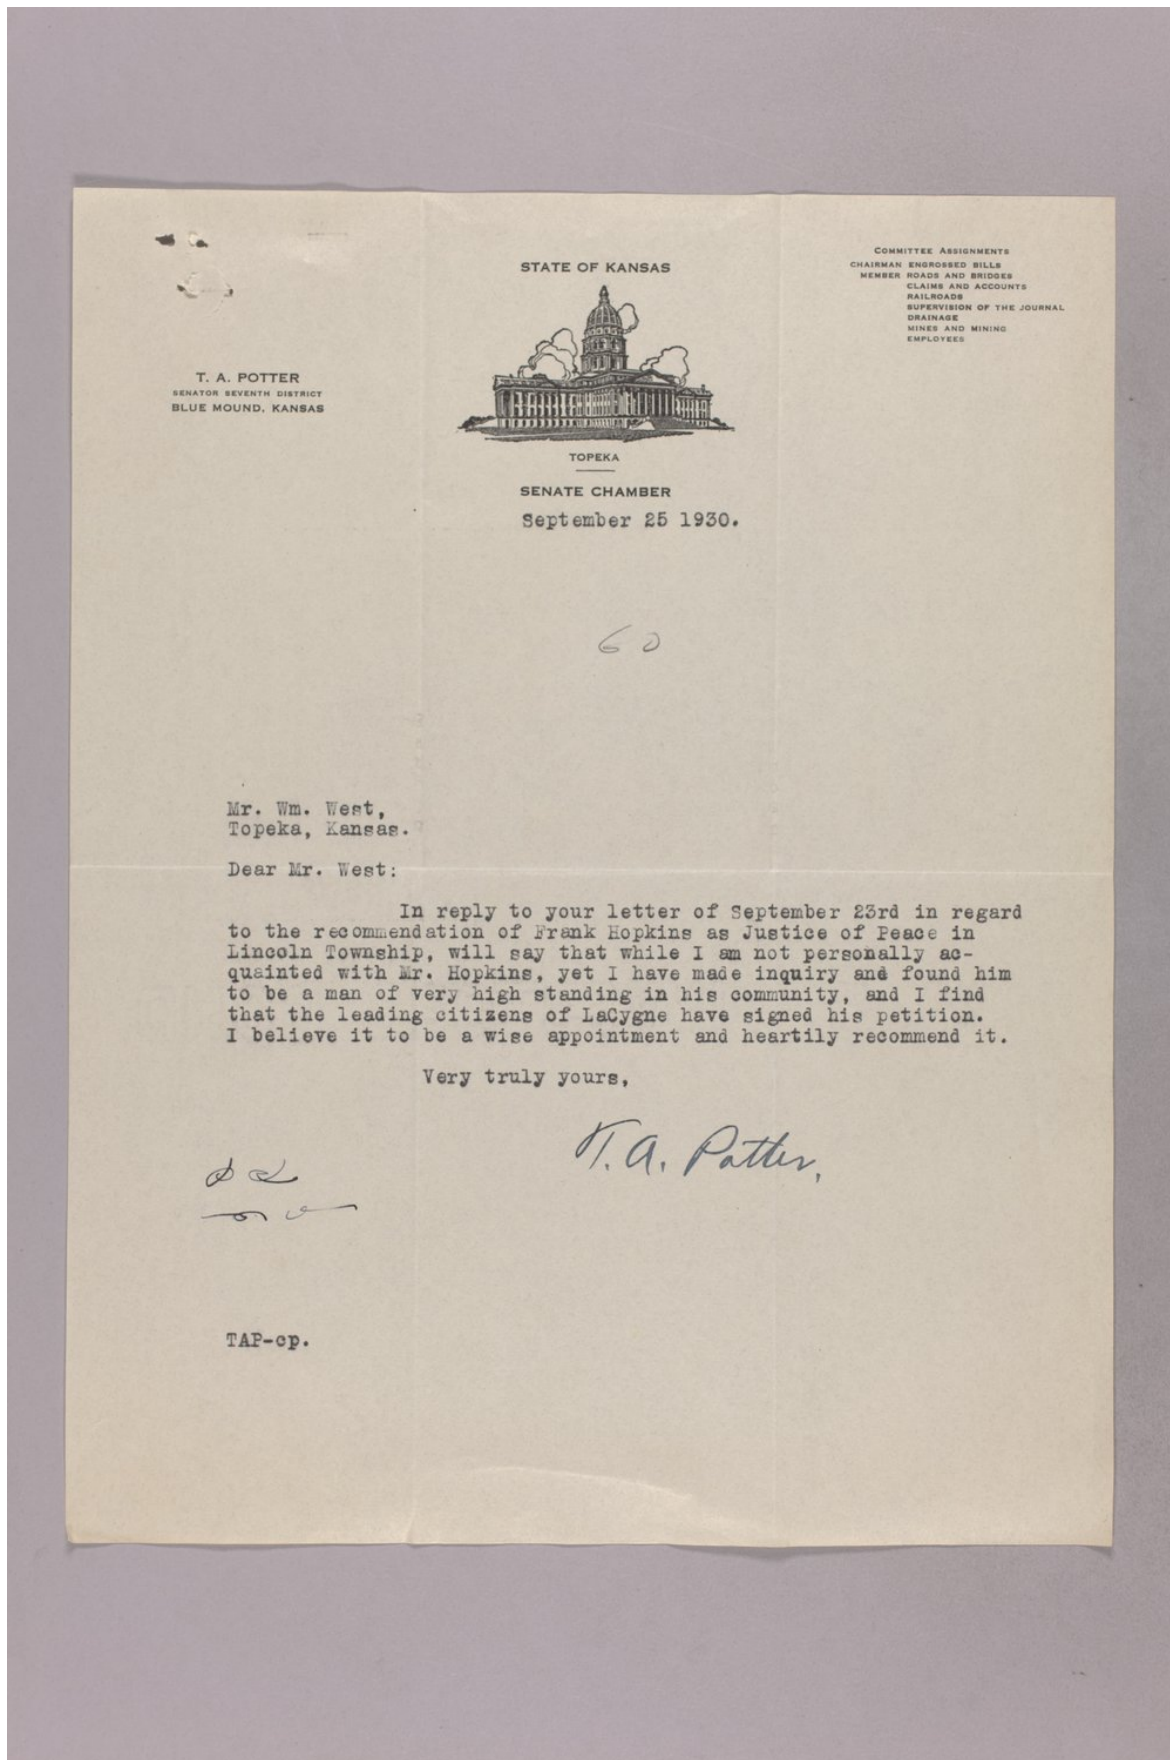 STATE OF KANSAS
COMMITTEE ASSIGNMENTS
CHAIRMAN ENGROSSED BILLS
MEMBER ROADS AND BRIDGES
CLAIMS AND ACCOUNTS
RAILROADS
SUPERVISION OF THE JOURNAL
DRAINAGE
MINES AND MINING
EMPLOYEES
T. A. POTTER
SENATOR SEVENTH DISTRICT
BLUE MOUND, KANSAS
TOPEKA
SENATE CHAMBER
September 25 1930.
60
Mr. Wm. West,
Topeka, Kansas.
Dear Mr. West:
In reply to your letter of September 23rd in regard
to the recommendation of Frank Hopkins as Justice of Peace in
Lincoln Township, will say that while I am not personally ac-
quainted with Mr. Hopkins, yet I have made inquiry and found him
to be a man of very high standing in his community, and I find
that the leading citizens of LaCygne have signed his petition.
I believe it to be a wise appointment and heartily recommend it.
Very truly yours,
T. A. Potter,
TAP-cp.